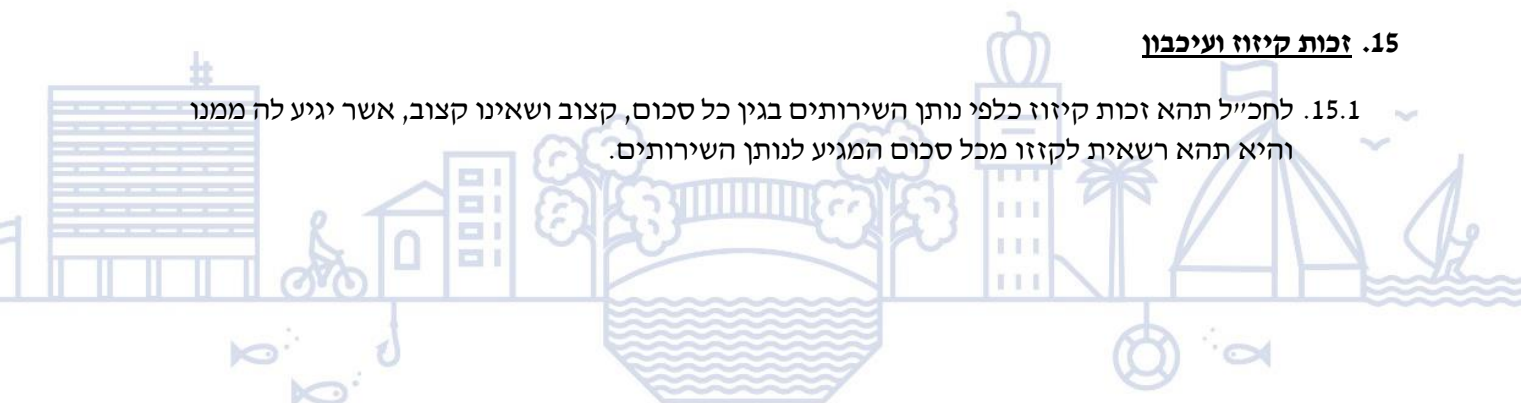 15. זכות קיזוז ועיכבון
15.1. לחכ״ל תהא זכות קיזוז כלפי נותן השירותים בגין כל סכום, קצוב ושאינו קצוב, אשר יגיע לה ממנו
והיא תהא רשאית לקזזו מכל סכום המגיע לנותן השירותים.